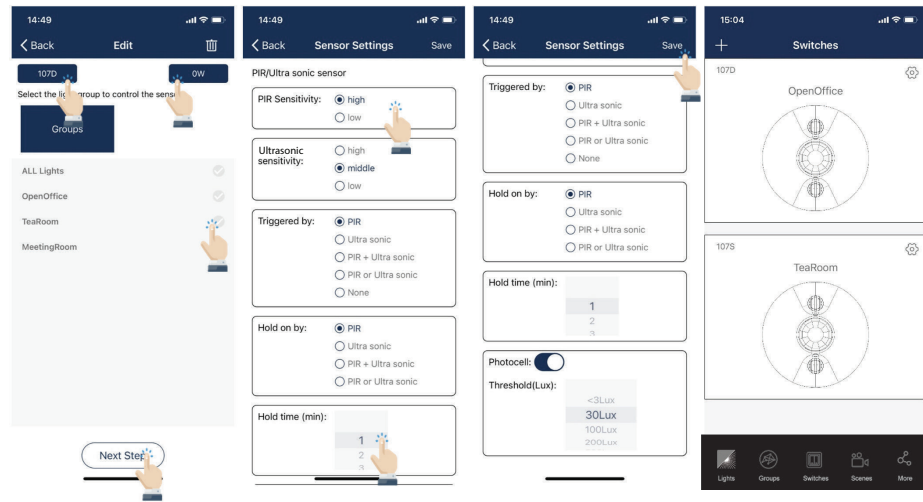 14:49
Back Edit
107D 0W
Select the light group to control the sens
Groups
ALL Lights
OpenOffice
TeaRoom
MeetingRoom
Next Step
14:49
Back Sensor Settings Save
PIR/Ultra sonic sensor
PIR Sensitivity: high
low
Ultrasonic sensitivity: high
middle
low
Triggered by: PIR
Ultra sonic
PIR + Ultra sonic
PIR or Ultra sonic
None
Hold on by: PIR
Ultra sonic
PIR + Ultra sonic
PIR or Ultra sonic
Hold time (min):
1
2
3
14:49
Back Sensor Settings Save
Triggered by: PIR
Ultra sonic
PIR + Ultra sonic
PIR or Ultra sonic
None
Hold on by: PIR
Ultra sonic
PIR + Ultra sonic
PIR or Ultra sonic
Hold time (min):
1
2
3
Photocell:
Threshold(Lux):
<3Lux
30Lux
100Lux
200Lux
15:04
Switches
107D
OpenOffice
107S
TeaRoom
Lights Groups Switches Scenes More